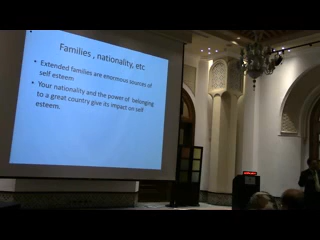 Families , nationality, etc
• Extended families are enormous sources of
self esteem
• Your nationality and the power of belonging
to a great country give its impact on self
esteem.